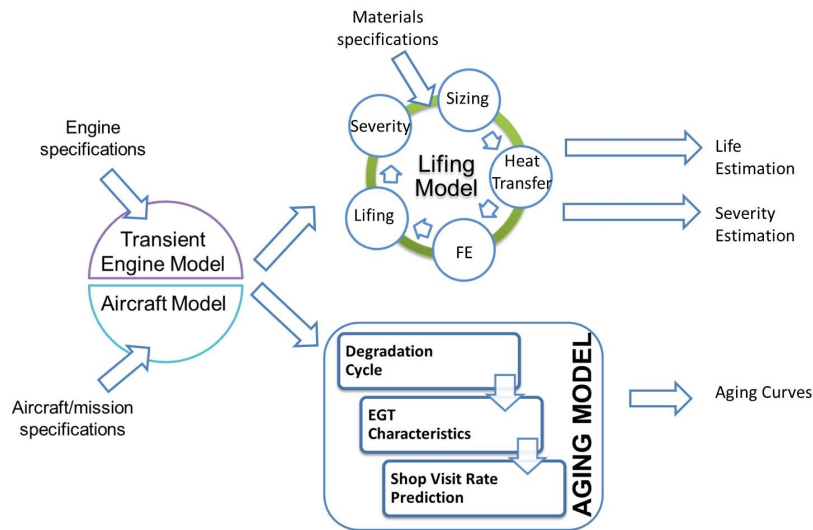 Materials
specifications
Engine
specifications
Sizing
Severity
Lifing
Model
Heat
Transfer
Lifing
FE
Life
Estimation
Severity
Estimation
Transient
Engine Model
Aircraft Model
Aircraft/mission
specifications
Degradation
Cycle
EGT
Characteristics
Shop Visit Rate
Prediction
AGING MODEL
Aging Curves